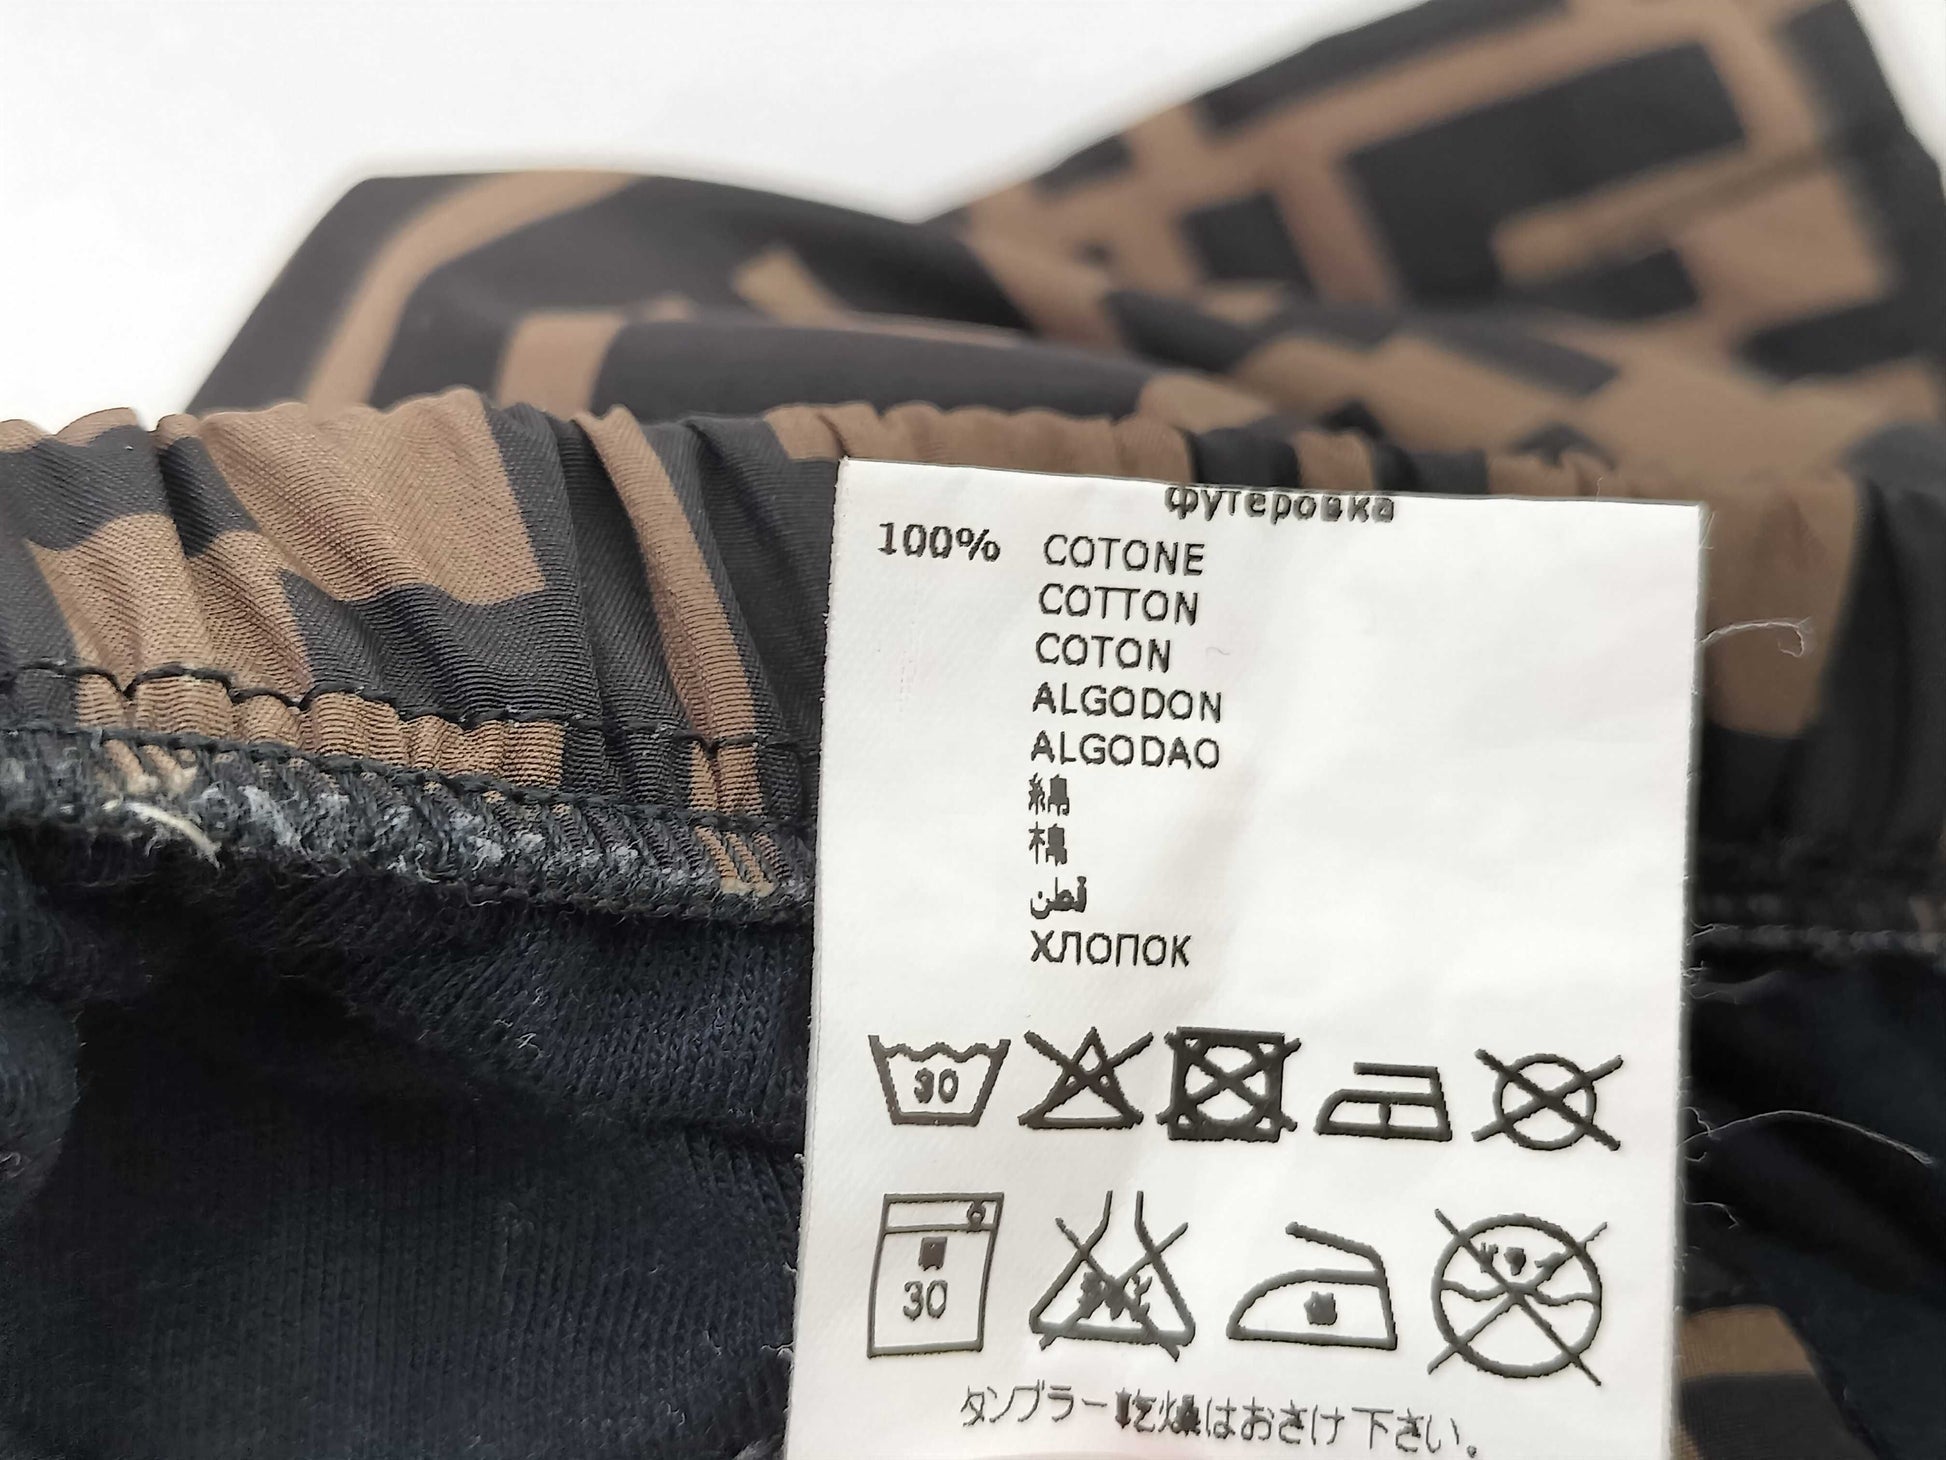 футеровка
100% COTONE
COTTON
COTON
ALGODON
ALGODAO
綿
棉
قطن
ХЛОПОК
30
30
タンブラー乾燥はおさけ下さい。